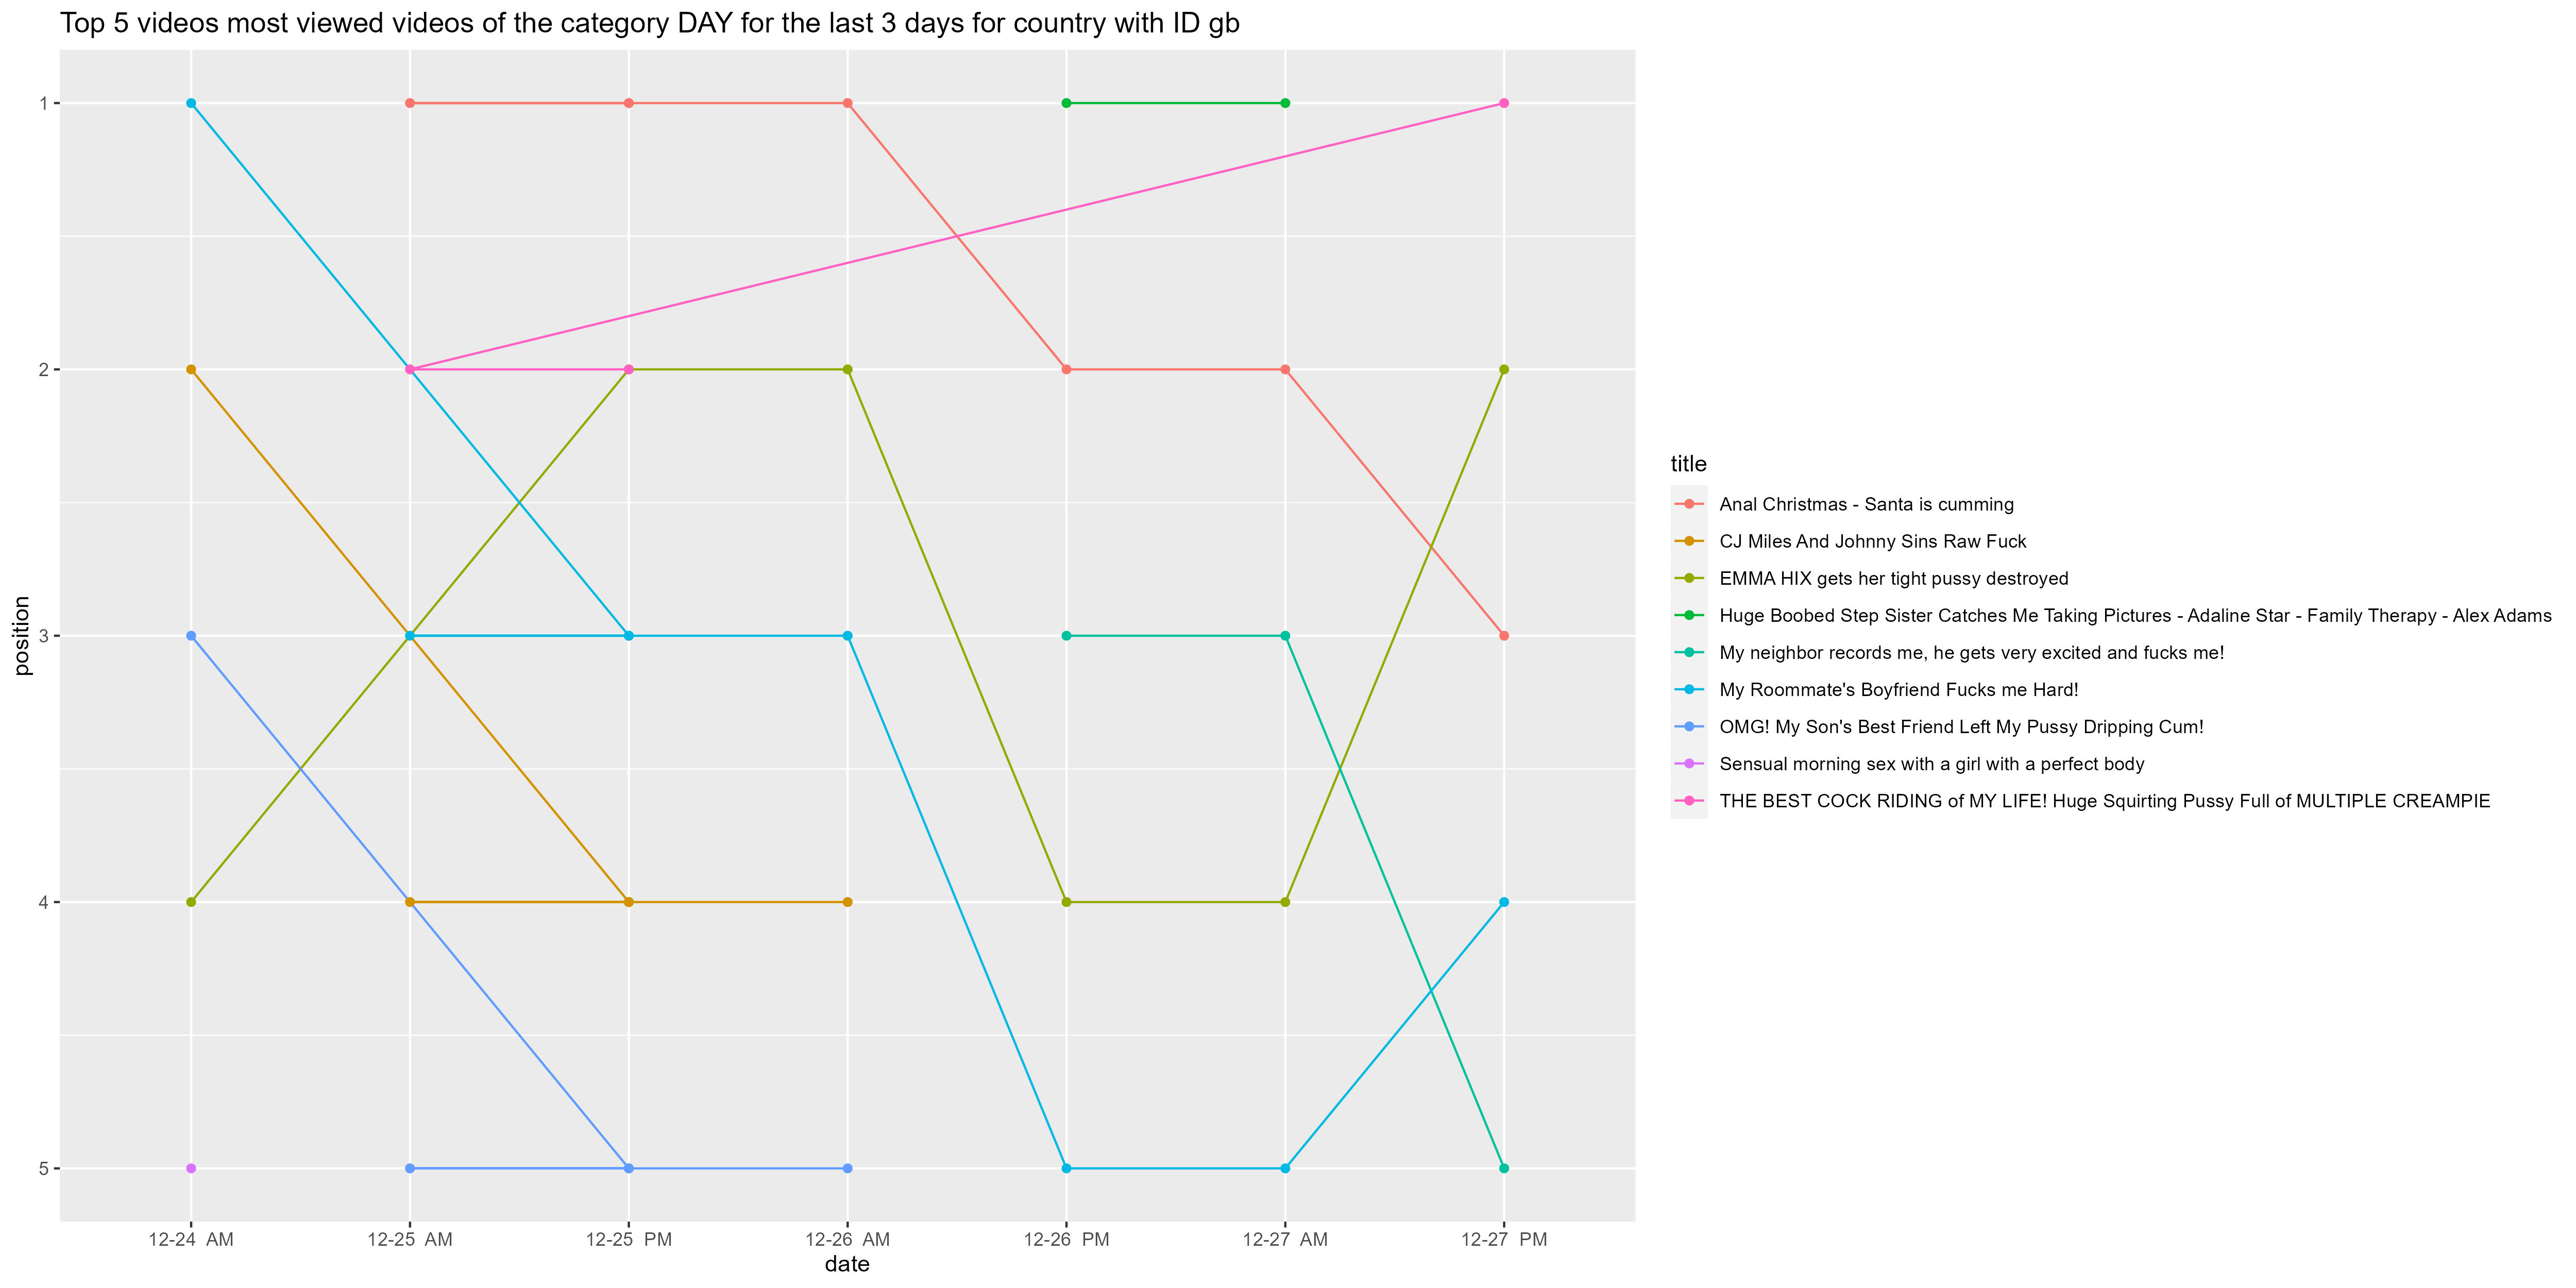 Top 5 videos most viewed videos of the category DAY for the last 3 days for country with ID gb
1
2
3
4
5
position
12-24 AM
12-25 AM
12-25 PM
12-26 AM
12-26 PM
12-27 AM
12-27 PM
date
title
Anal Christmas - Santa is cumming
CJ Miles And Johnny Sins Raw Fuck
EMMA HIX gets her tight pussy destroyed
Huge Boobed Step Sister Catches Me Taking Pictures - Adaline Star - Family Therapy - Alex Adams
My neighbor records me, he gets very excited and fucks me!
My Roommate's Boyfriend Fucks me Hard!
OMG! My Son's Best Friend Left My Pussy Dripping Cum!
Sensual morning sex with a girl with a perfect body
THE BEST COCK RIDING of MY LIFE! Huge Squirting Pussy Full of MULTIPLE CREAMPIE